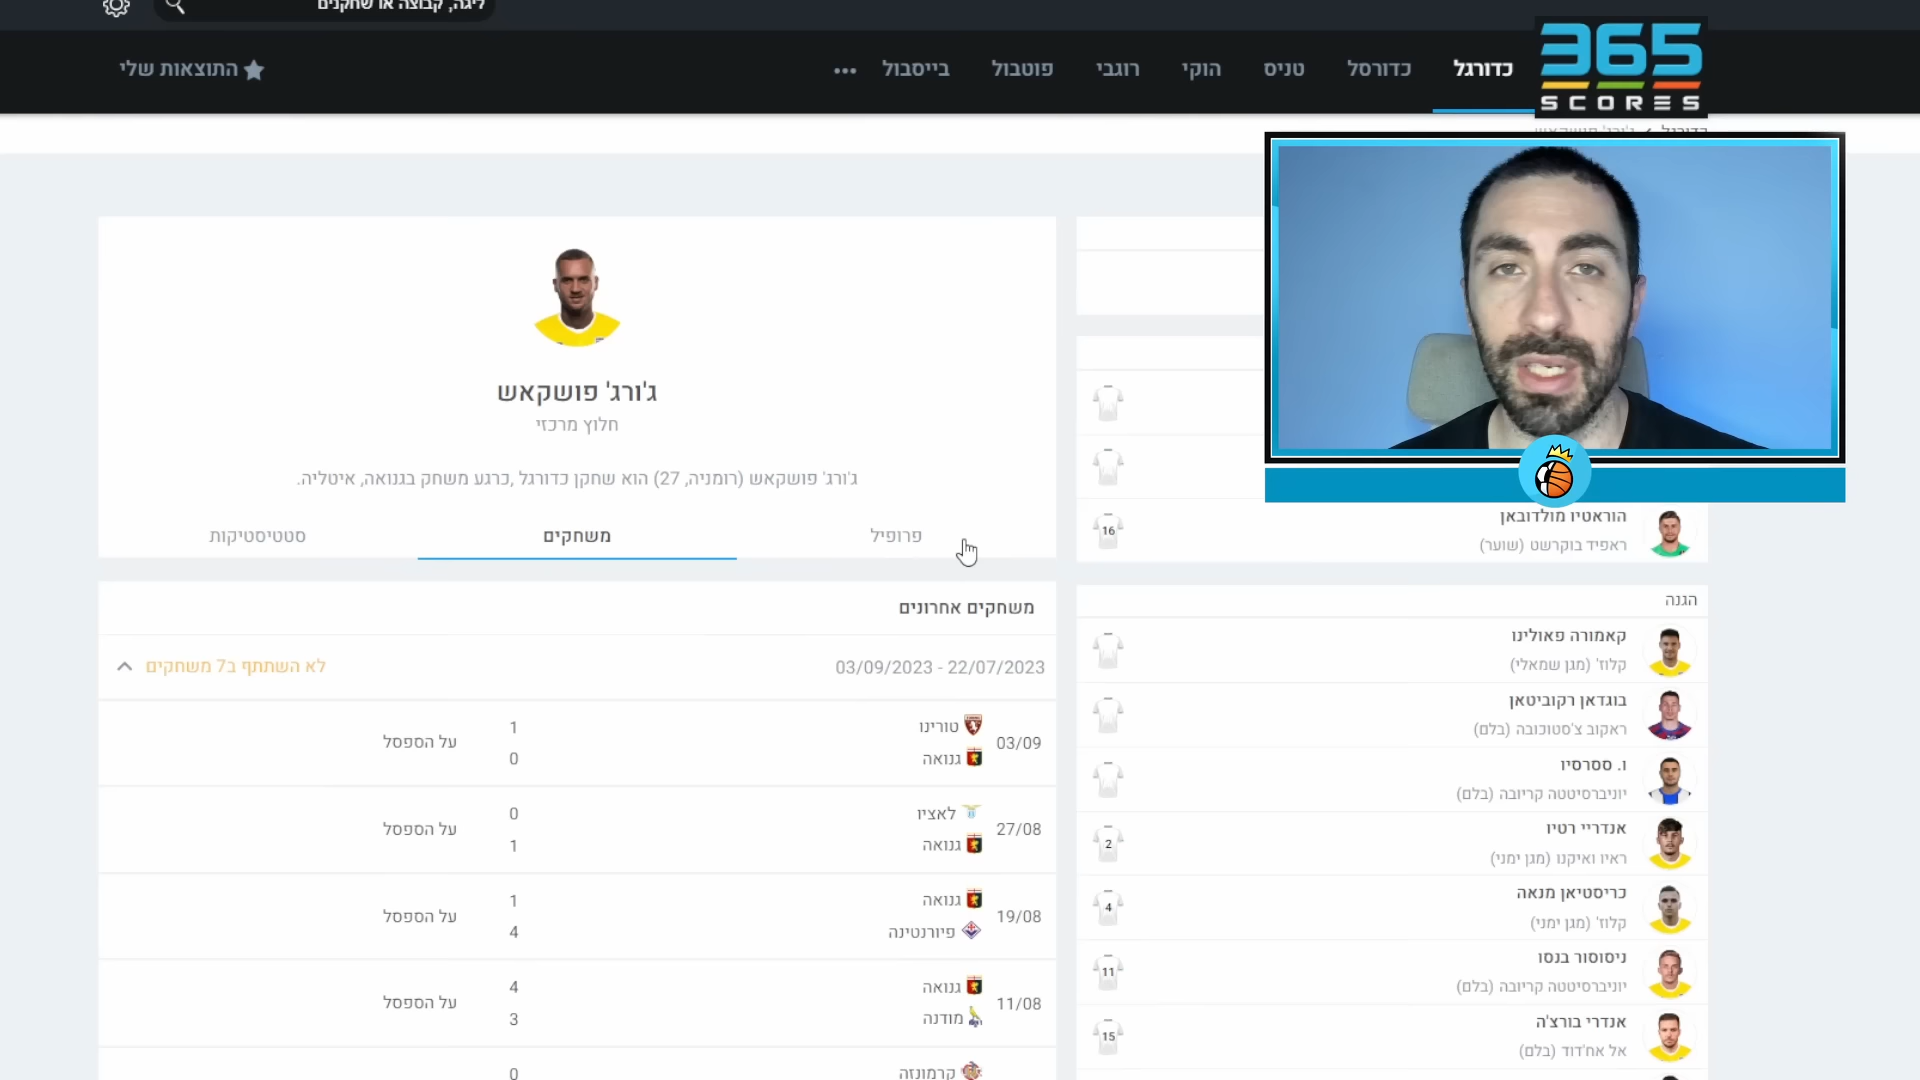 ליגה, קבוצה או שחקנים
365
SCORES
כדורגל
כדורסל
טניס
הוקי
רוגבי
פוטבול
בייסבול
התוצאות שלי
ג'ורג' פושקאש
חלוץ מרכזי
ג'ורג' פושקאש (רומניה, 27) הוא שחקן כדורגל ,כרגע משחק בגנואה, איטליה.
פרופיל
משחקים
סטטיסטיקות
משחקים אחרונים
03/09/2023 - 22/07/2023
לא השתתף ב7 משחקים
03/09
טורינו 1
גנואה 0
על הספסל
27/08
לאציו 0
גנואה 1
על הספסל
19/08
גנואה 1
פיורנטינה 4
על הספסל
11/08
גנואה 4
מודנה 3
על הספסל
קרמונזה 0
הוראטיו מולדובאן
ראפיד בוקרשט (שוער)
16
הגנה
קאמורה פאולינו
קלוז' (מגן שמאלי)
בוגדאן רקוביטאן
ראקוב צ'סטוכובה (בלם)
ו. ססרסיו
יוניברסיטטה קריובה (בלם)
אנדריי רטיו
ראיו ואיקנו (מגן ימני)
2
כריסטיאן מנאה
קלוז' (מגן ימני)
4
ניסוסור בנסו
יוניברסיטטה קריובה (בלם)
11
אנדרי בורצ'ה
אל אח'דוד (בלם)
15